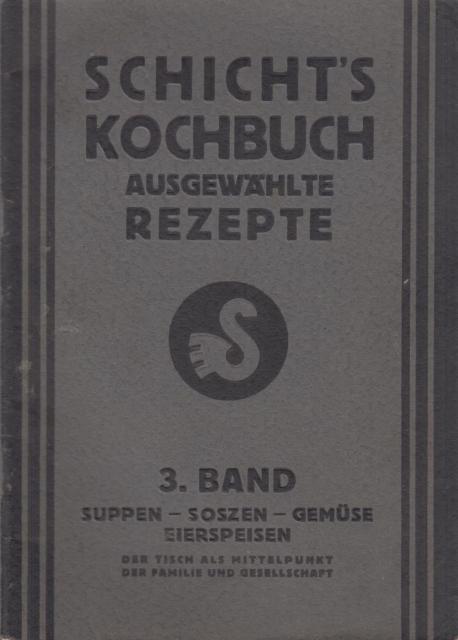 SCHICHT'S
KOCHBUCH
AUSGEWÄHLTE
REZEPTE
3. BAND
SUPPEN – SOSZEN – GEMÜSE
EIERSPEISEN
DER TISCH ALS MITTELPUNKT
DER FAMILIE UND GESELLSCHAFT